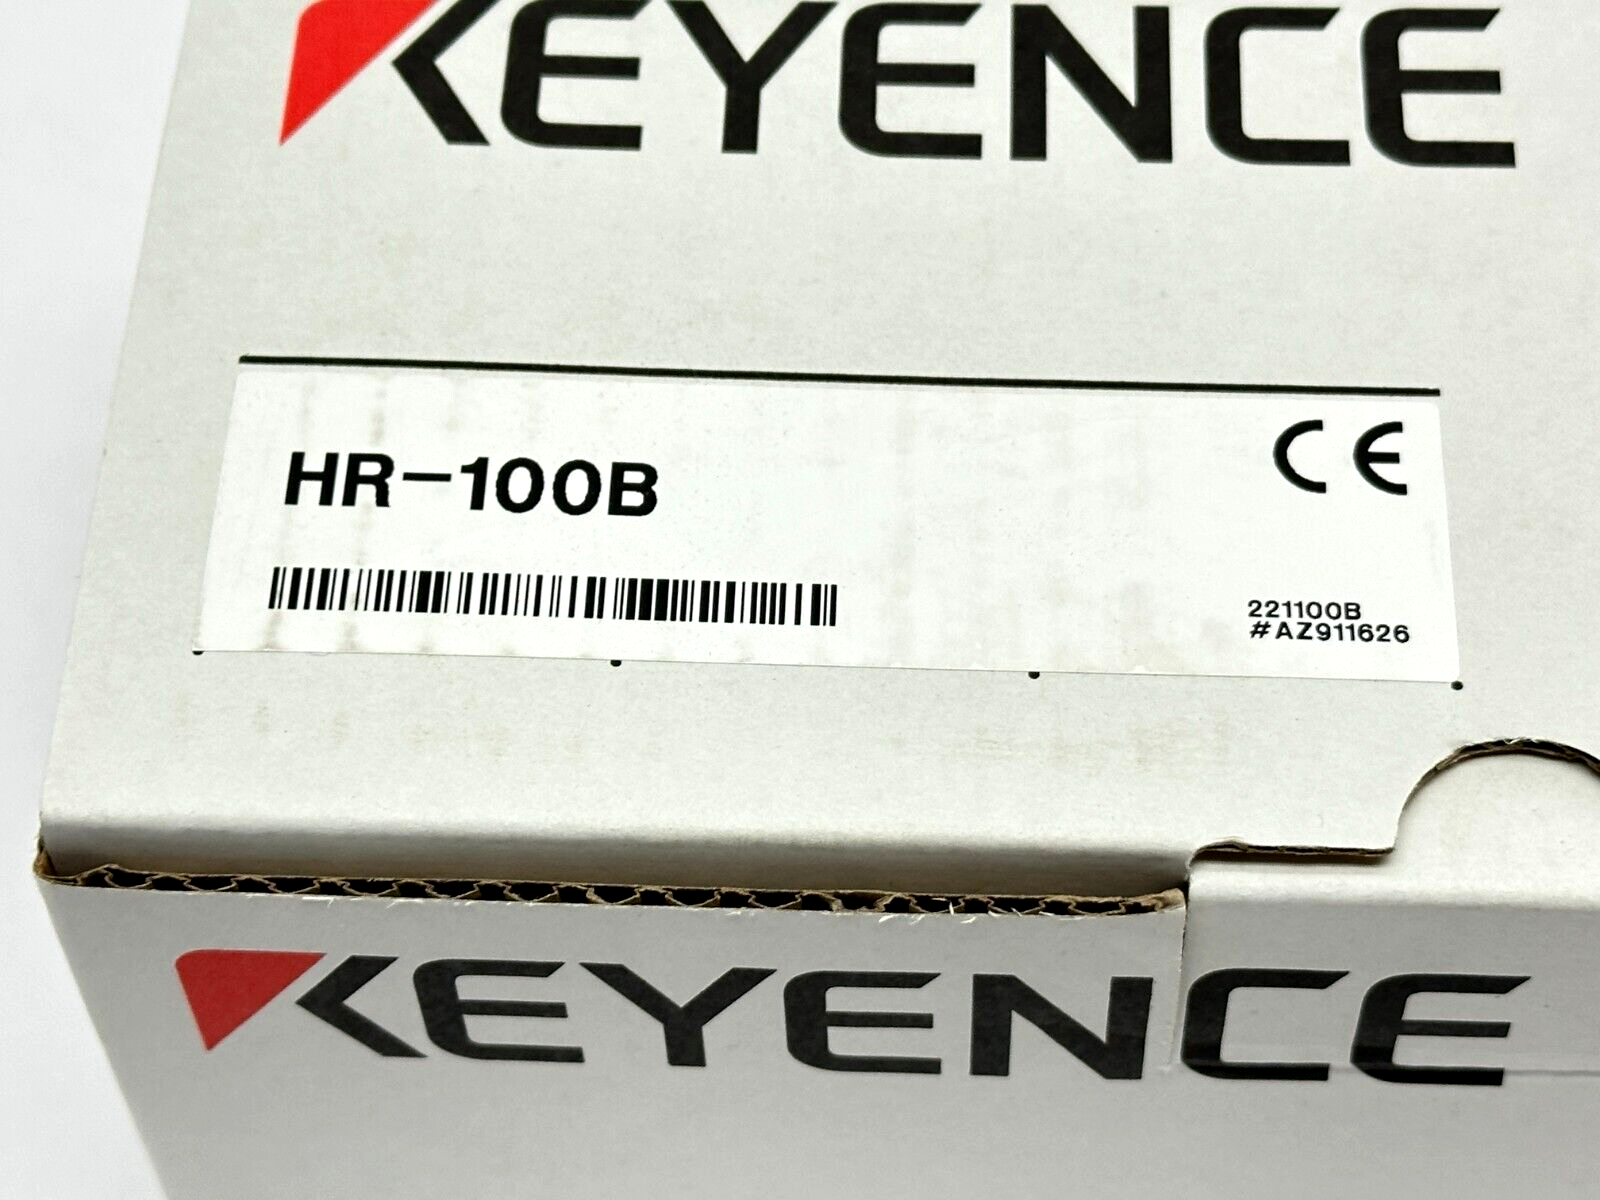 KEYENCE
HR-100B
CE
221100B
#AZ911626
KEYENCE